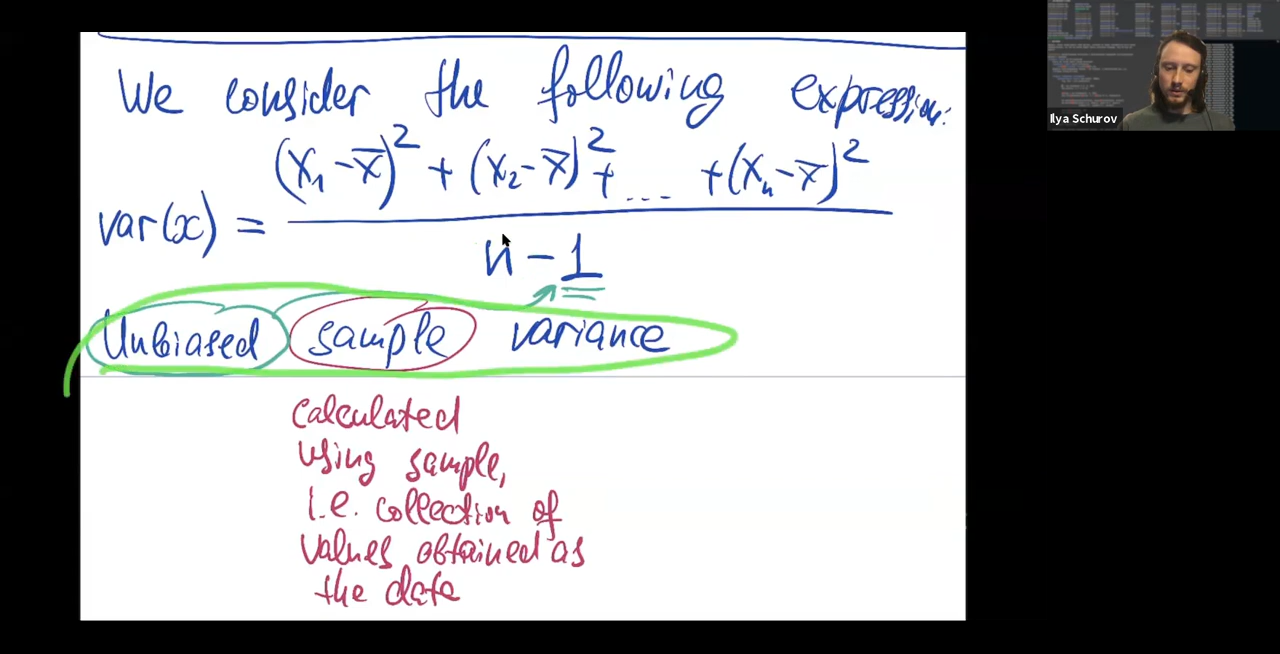 We consider the following expression:
var(x) = (x₁-x̄)² + (x₂-x̄)² + ... + (xₙ-x̄)²
n - 1
Unbiased sample variance
calculated
using sample,
i.e. collection of
values obtained as
the data
Ilya Schurov